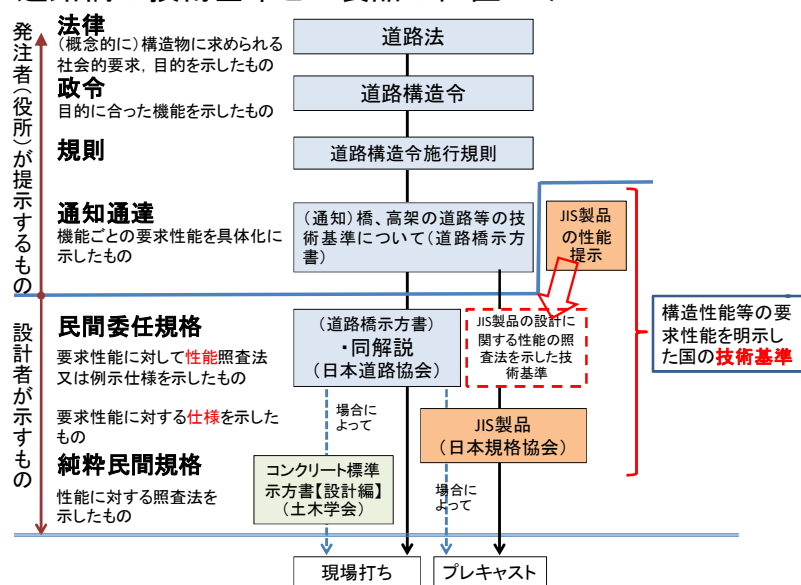 発注者（役所）が提示するもの
設計者が示すもの
法律
（概念的に）構造物に求められる
社会的要求，目的を示したもの
政令
目的に合った機能を示したもの
規則
通知通達
機能ごとの要求性能を具体化に
示したもの
民間委任規格
要求性能に対して性能照査法
又は例示仕様を示したもの
要求性能に対する仕様を示した
もの
純粋民間規格
性能に対する照査法を
示したもの
道路法
道路構造令
道路構造令施行規則
（通知）橋、高架の道路等の技
術基準について（道路橋示方
書）
JIS製品
の性能
提示
（道路橋示方書）
・同解説
（日本道路協会）
JIS製品の設計に
関する性能の照
査法を示した技
術基準
構造性能等の要
求性能を明示し
た国の技術基準
場合に
よって
JIS製品
（日本規格協会）
コンクリート標準
示方書【設計編】
（土木学会）
場合に
よって
現場打ち
プレキャスト